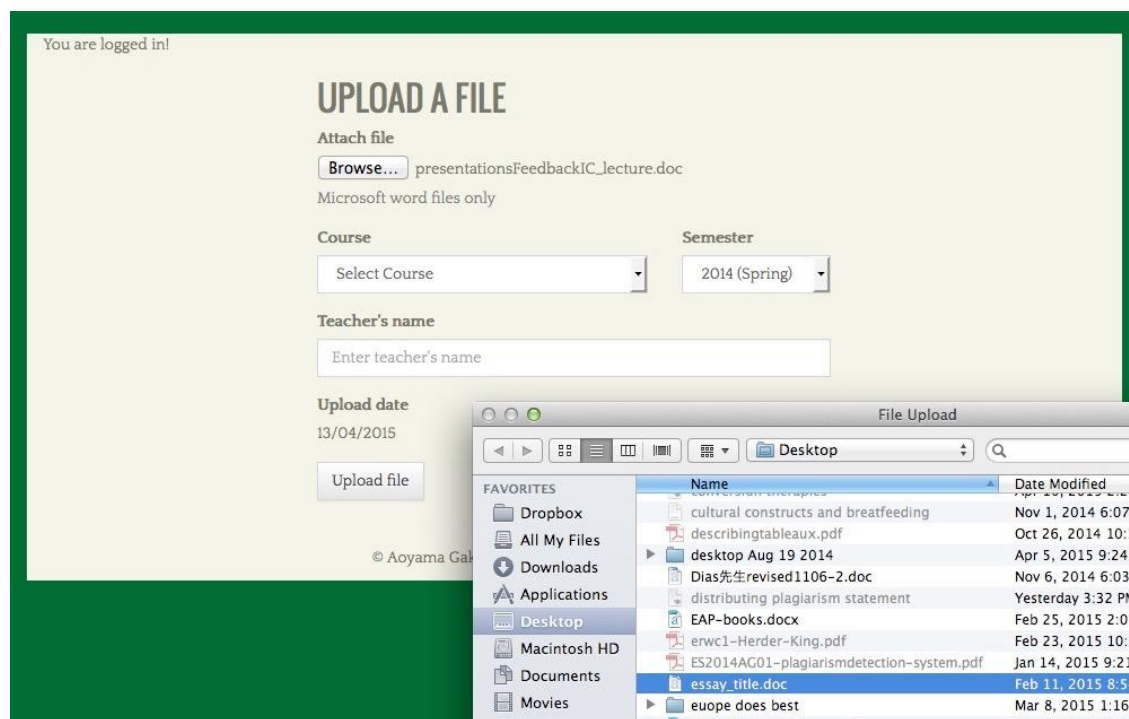 You are logged in!
UPLOAD A FILE
Attach file
Browse... presentationsFeedbackIC_lecture.doc
Microsoft word files only
Course Semester
Select Course 2014 (Spring)
Teacher's name
Enter teacher's name
Upload date
13/04/2015
Upload file
© Aoyama Gak
File Upload
Desktop
Name Date Modified
FAVORITES
Dropbox
All My Files
Downloads
Applications
Desktop
Macintosh HD
Documents
Movies
cultural constructs and breastfeeding Nov 1, 2014 6:07
describingtableaux.pdf Oct 26, 2014 10:
desktop Aug 19 2014 Apr 5, 2015 9:24
Dias先生revised1106-2.doc Nov 6, 2014 6:03
distributing plagiarism statement Yesterday 3:32 PM
EAP-books.docx Feb 25, 2015 2:0
erwc1-Herder-King.pdf Feb 23, 2015 10:
ES2014AG01-plagiarismdetection-system.pdf Jan 14, 2015 9:21
essay_title.doc Feb 11, 2015 8:5
euope does best Mar 8, 2015 1:16